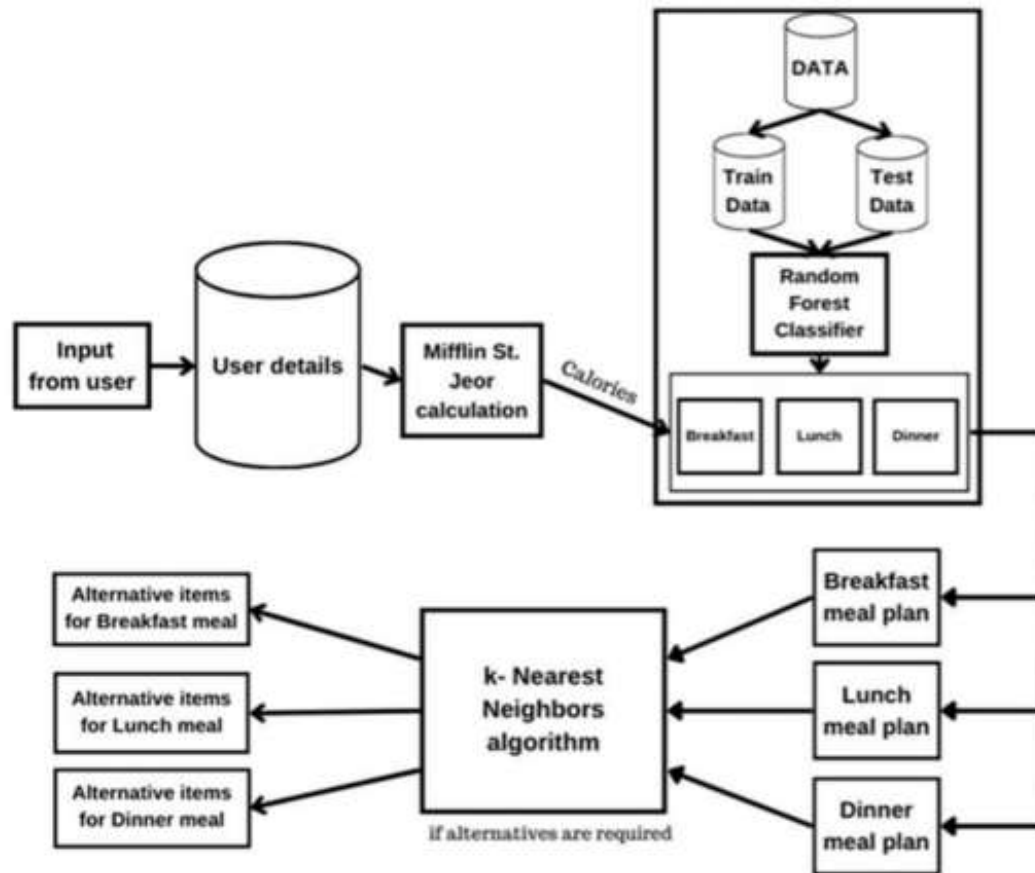 DATA
Train
Data
Test
Data
Random
Forest
Classifier
Input
from user
User details
Mifflin St.
Jeor
calculation
Calories
Breakfast
Lunch
Dinner
Alternative items
for Breakfast meal
Alternative items
for Lunch meal
Alternative items
for Dinner meal
k- Nearest
Neighbors
algorithm
if alternatives are required
Breakfast
meal plan
Lunch
meal plan
Dinner
meal plan